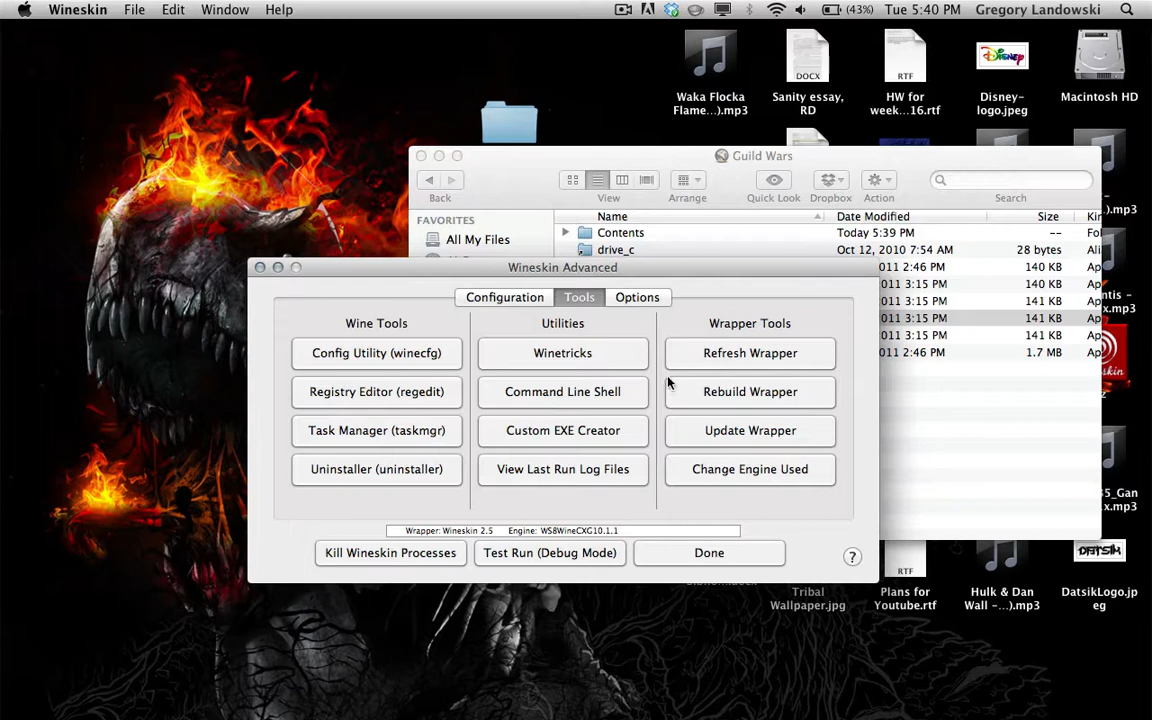 Wineskin File Edit Window Help (43%) Tue 5:40 PM Gregory Landowski
DOCX RTF Disney
Waka Flocka Flame...).mp3
Sanity essay, RD
HW for week...16.rtf
Disney-logo.jpeg
Macintosh HD
Guild Wars
Back View Arrange Quick Look Dropbox Action Search
FAVORITES Name Date Modified Size
All My Files
Contents Today 5:39 PM --
drive_c Oct 12, 2010 7:54 AM 28 bytes
Wineskin Advanced
011 2:46 PM 140 KB Ap
Configuration Tools Options
011 3:15 PM 140 KB Ap
011 3:15 PM 141 KB Ap
011 3:15 PM 141 KB Ap
011 3:15 PM 141 KB Ap
011 2:46 PM 1.7 MB Ap
Wine Tools Utilities Wrapper Tools
Config Utility (winecfg) Winetricks Refresh Wrapper
Registry Editor (regedit) Command Line Shell Rebuild Wrapper
Task Manager (taskmgr) Custom EXE Creator Update Wrapper
Uninstaller (uninstaller) View Last Run Log Files Change Engine Used
Wrapper: Wineskin 2.5 Engine: WS8WineCXG10.1.1
Kill Wineskin Processes Test Run (Debug Mode) Done ?
RTF DATSIK
Tribal Wallpaper.jpg
Plans for Youtube.rtf
Hulk & Dan Wall -...).mp3
DatsikLogo.jpeg